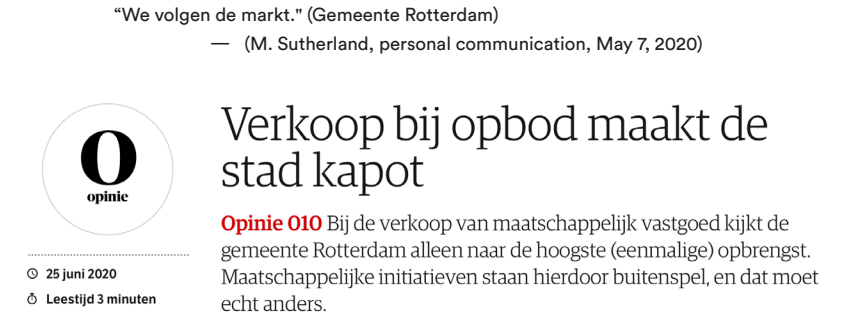 “We volgen de markt." (Gemeente Rotterdam)
— (M. Sutherland, personal communication, May 7, 2020)
O
opinie
Verkoop bij opbod maakt de
stad kapot
Opinie 010 Bij de verkoop van maatschappelijk vastgoed kijkt de
gemeente Rotterdam alleen naar de hoogste (eenmalige) opbrengst.
Maatschappelijke initiatieven staan hierdoor buitenspel, en dat moet
echt anders.
25 juni 2020
Leestijd 3 minuten